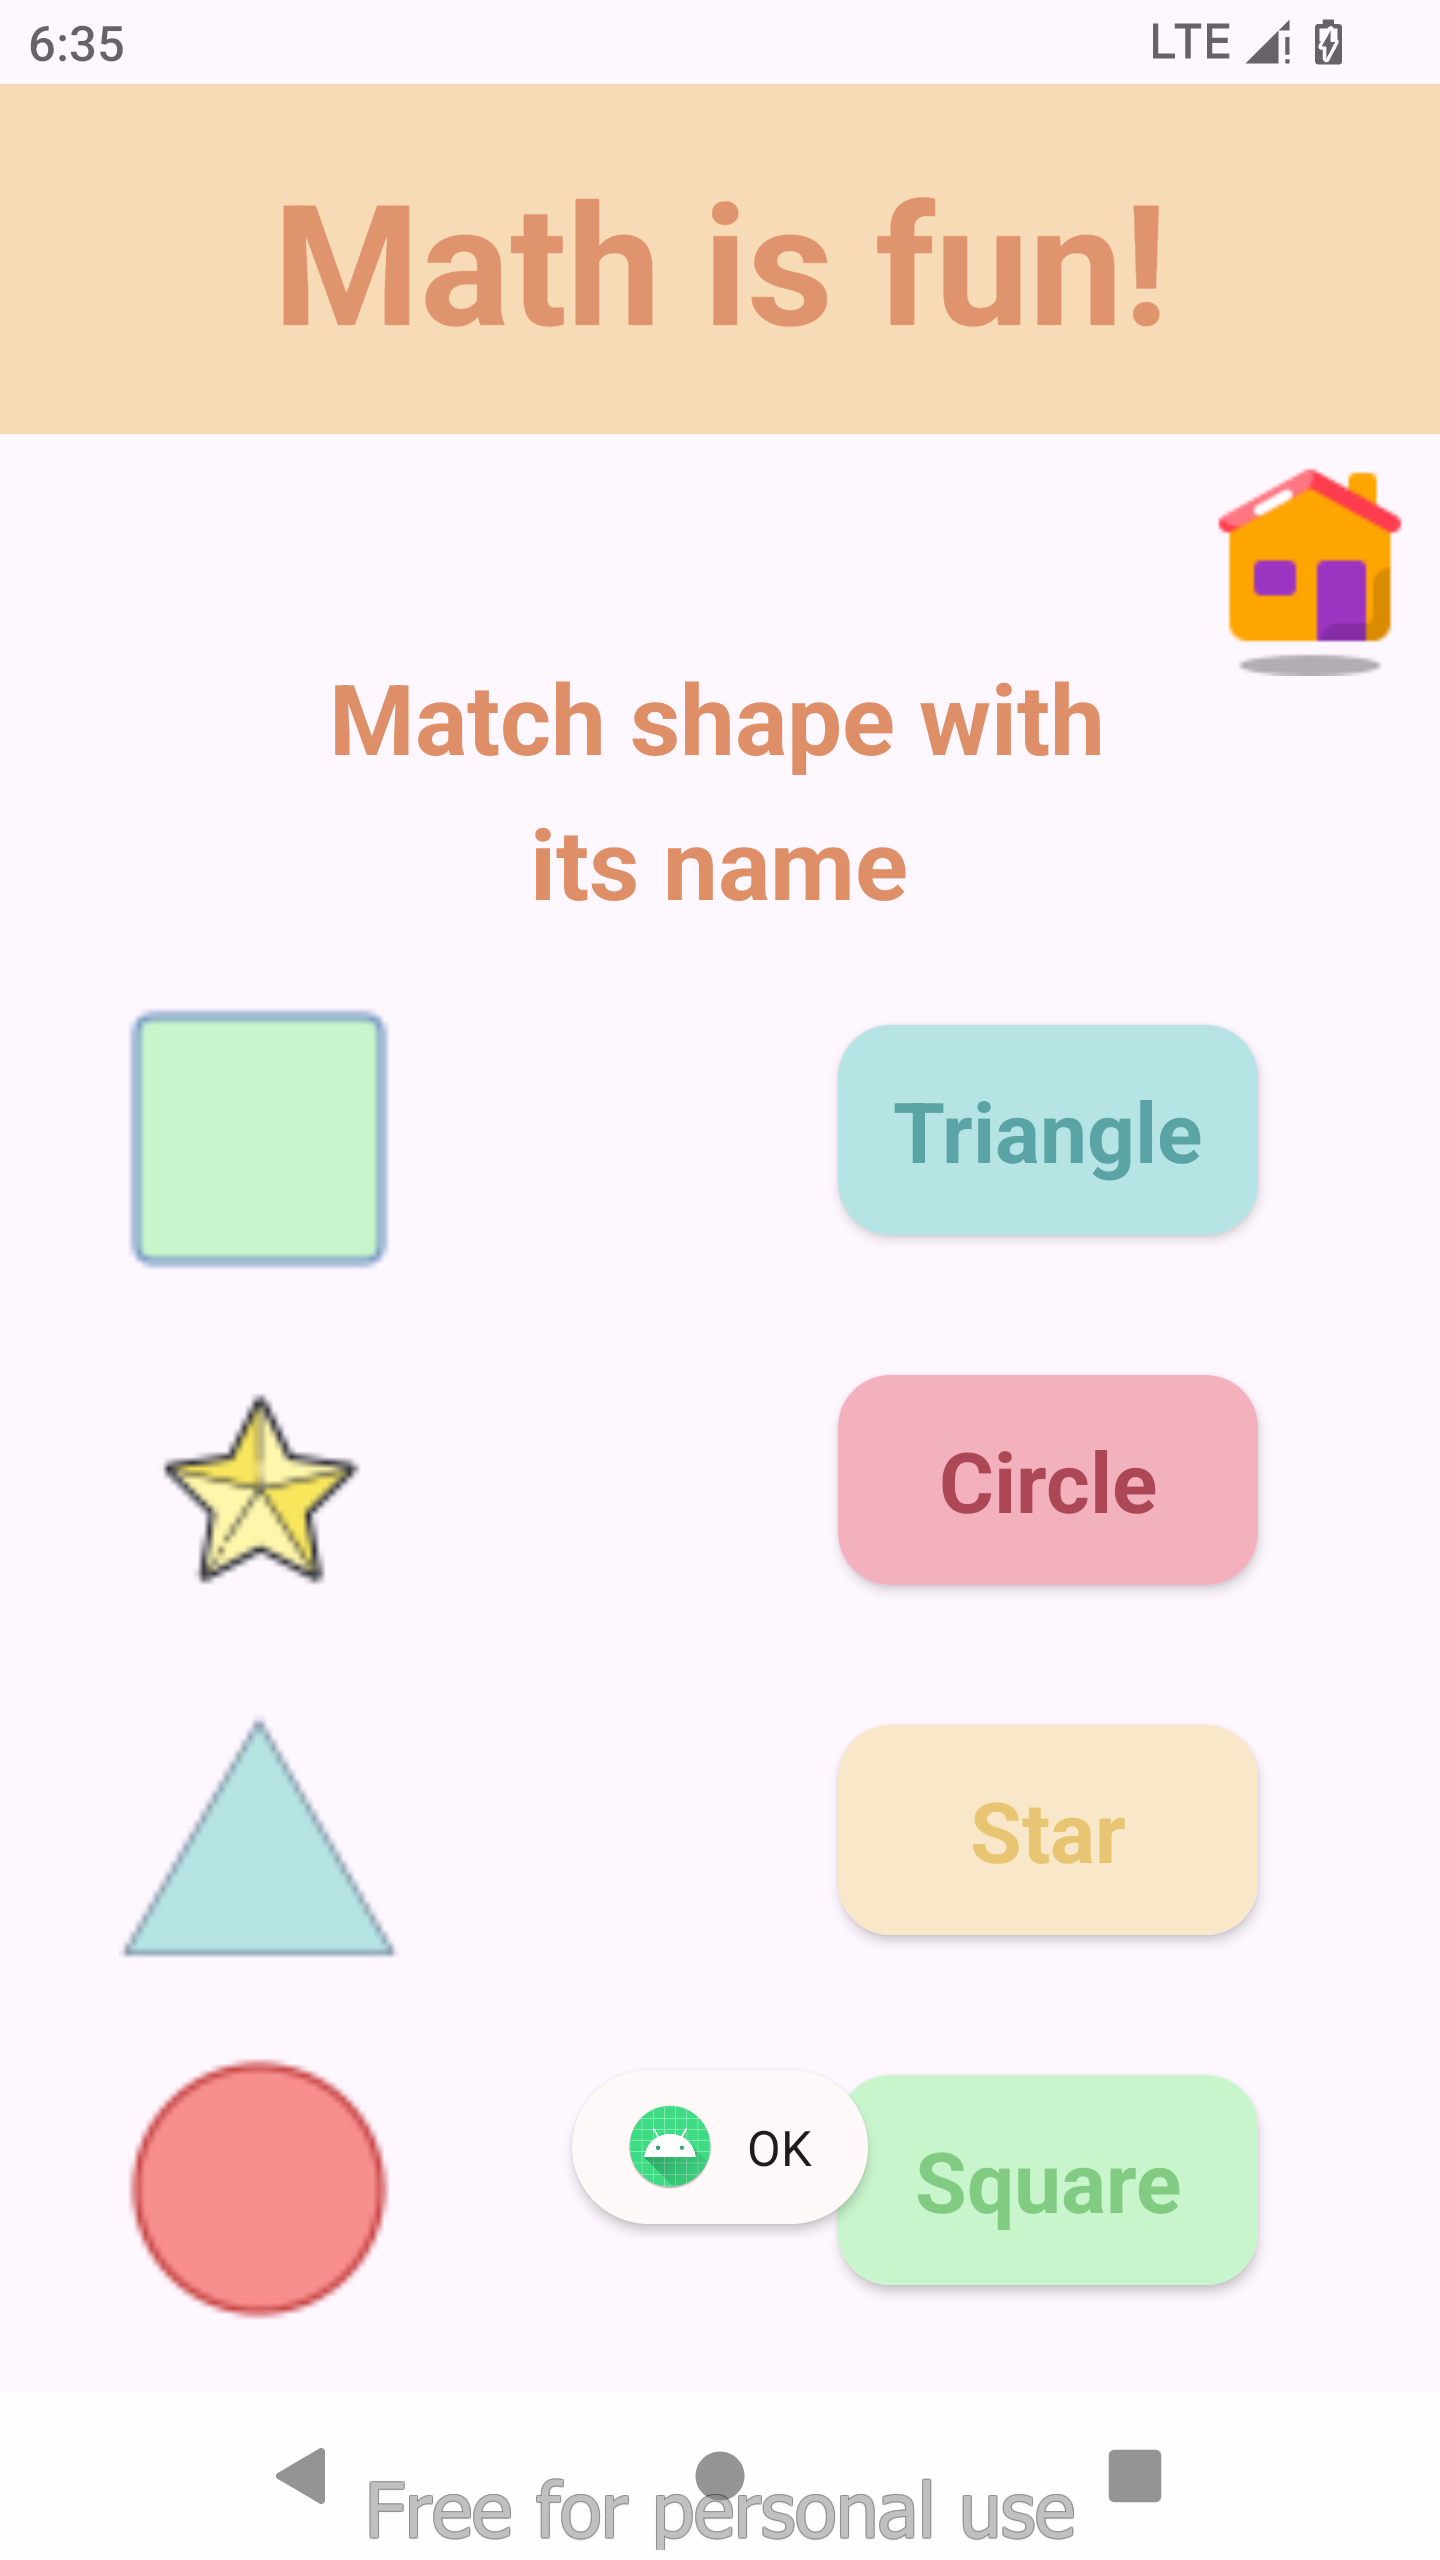 6:35
LTE
Math is fun!
Match shape with
its name
Triangle
Circle
Star
OK
Square
Free for personal use